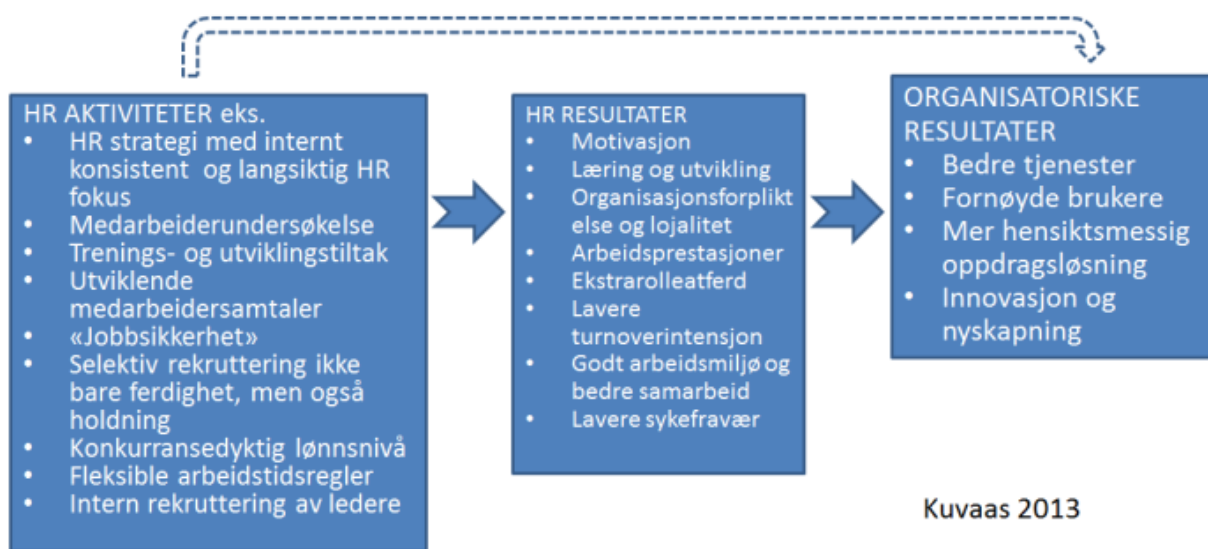 HR AKTIVITETER eks.
• HR strategi med internt
konsistent og langsiktig HR
fokus
• Medarbeiderundersøkelse
• Trenings- og utviklingstiltak
• Utviklende
medarbeidersamtaler
• «Jobbsikkerhet»
• Selektiv rekruttering ikke
bare ferdighet, men også
holdning
• Konkurransedyktig lønnsnivå
• Fleksible arbeidstidsregler
• Intern rekruttering av ledere
HR RESULTATER
• Motivasjon
• Læring og utvikling
• Organisasjonsforplikt
else og lojalitet
• Arbeidsprestasjoner
• Ekstrarolleatferd
• Lavere
turnoverintensjon
• Godt arbeidsmiljø og
bedre samarbeid
• Lavere sykefravær
ORGANISATORISKE
RESULTATER
• Bedre tjenester
• Fornøyde brukere
• Mer hensiktsmessig
oppdragsløsning
• Innovasjon og
nyskapning
Kuvaas 2013